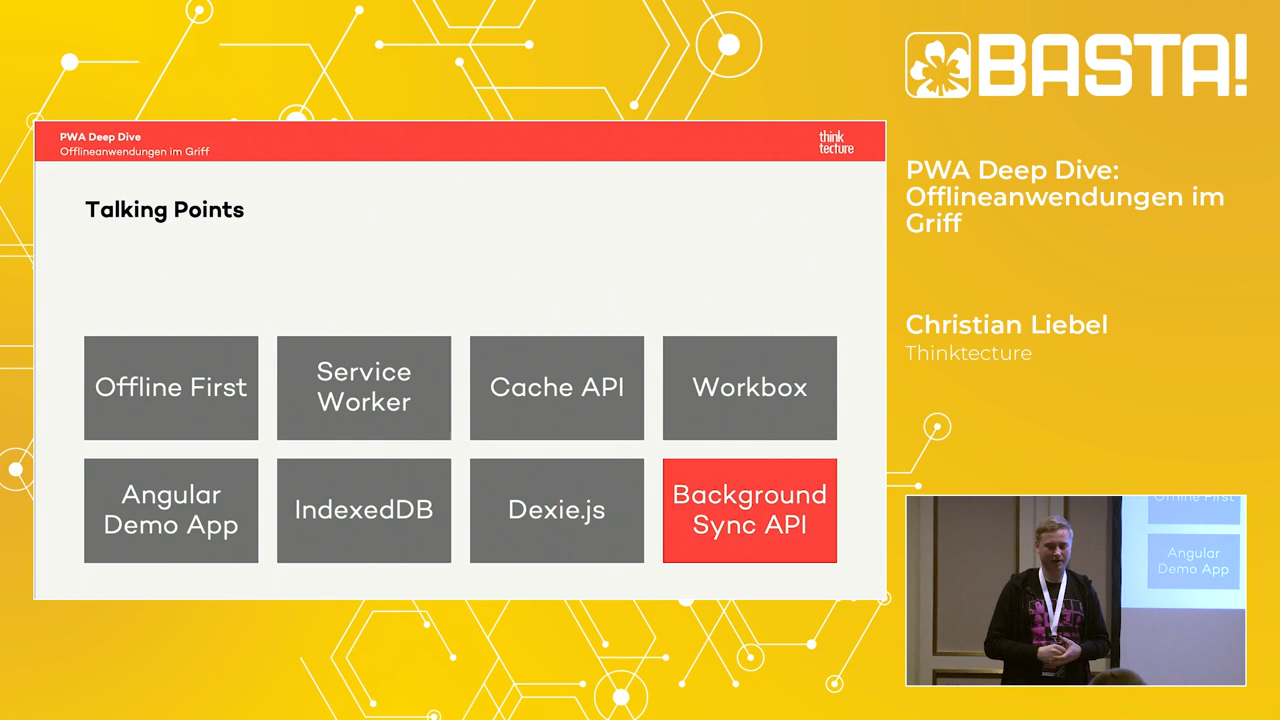 PWA Deep Dive
Offlineanwendungen im Griff
think
tecture
Talking Points
Offline First
Service
Worker
Cache API
Workbox
Angular
Demo App
IndexedDB
Dexie.js
Background
Sync API
BASTA!
PWA Deep Dive:
Offlineanwendungen im
Griff
Christian Liebel
Thinktecture
Offline First
Angular
Demo App